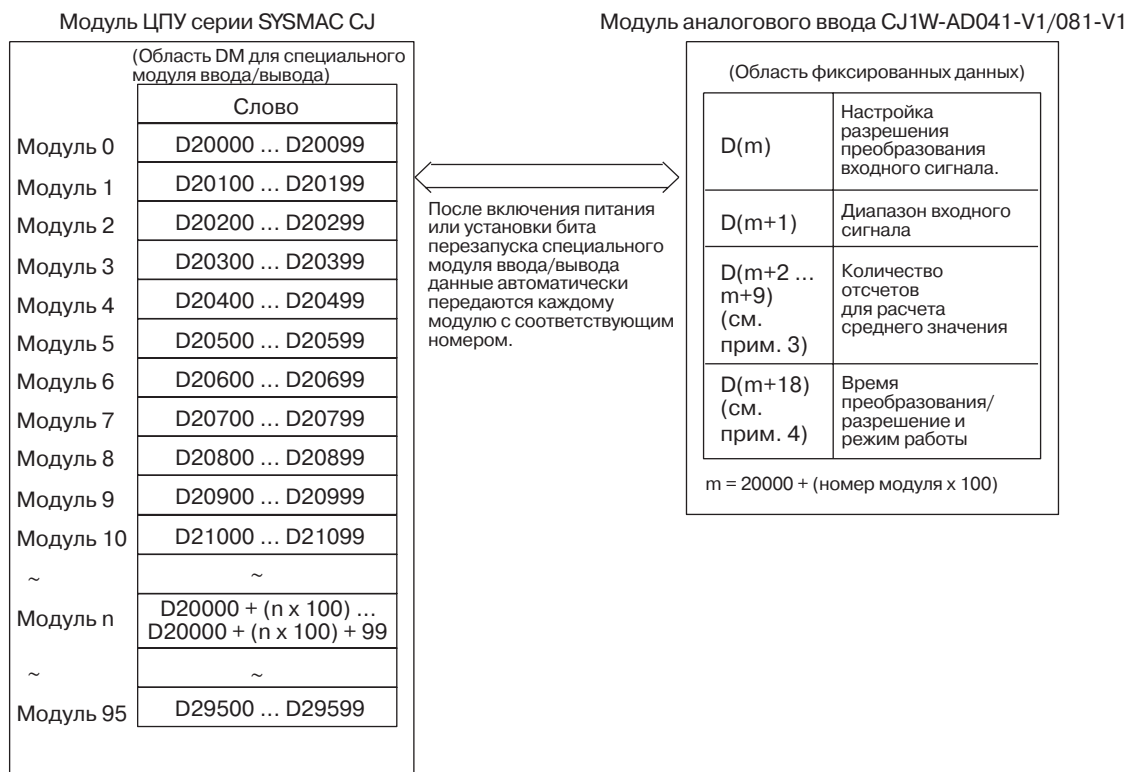 Модуль ЦПУ серии SYSMAC CJ
(Область DM для специального
модуля ввода/вывода)
Слово
Модуль 0 D20000 ... D20099
Модуль 1 D20100 ... D20199
Модуль 2 D20200 ... D20299
Модуль 3 D20300 ... D20399
Модуль 4 D20400 ... D20499
Модуль 5 D20500 ... D20599
Модуль 6 D20600 ... D20699
Модуль 7 D20700 ... D20799
Модуль 8 D20800 ... D20899
Модуль 9 D20900 ... D20999
Модуль 10 D21000 ... D21099
~ ~
Модуль n D20000 + (n x 100) ...
D20000 + (n x 100) + 99
~ ~
Модуль 95 D29500 ... D29599
После включения питания
или установки бита
перезапуска специального
модуля ввода/вывода
данные автоматически
передаются каждому
модулю с соответствующим
номером.
Модуль аналогового ввода CJ1W-AD041-V1/081-V1
(Область фиксированных данных)
D(m)
Настройка
разрешения
преобразования
входного сигнала.
D(m+1)
Диапазон входного
сигнала
D(m+2 ...
m+9)
(см.
прим. 3)
Количество
отсчетов
для расчета
среднего значения
D(m+18)
(см.
прим. 4)
Время
преобразования/
разрешение и
режим работы
m = 20000 + (номер модуля x 100)